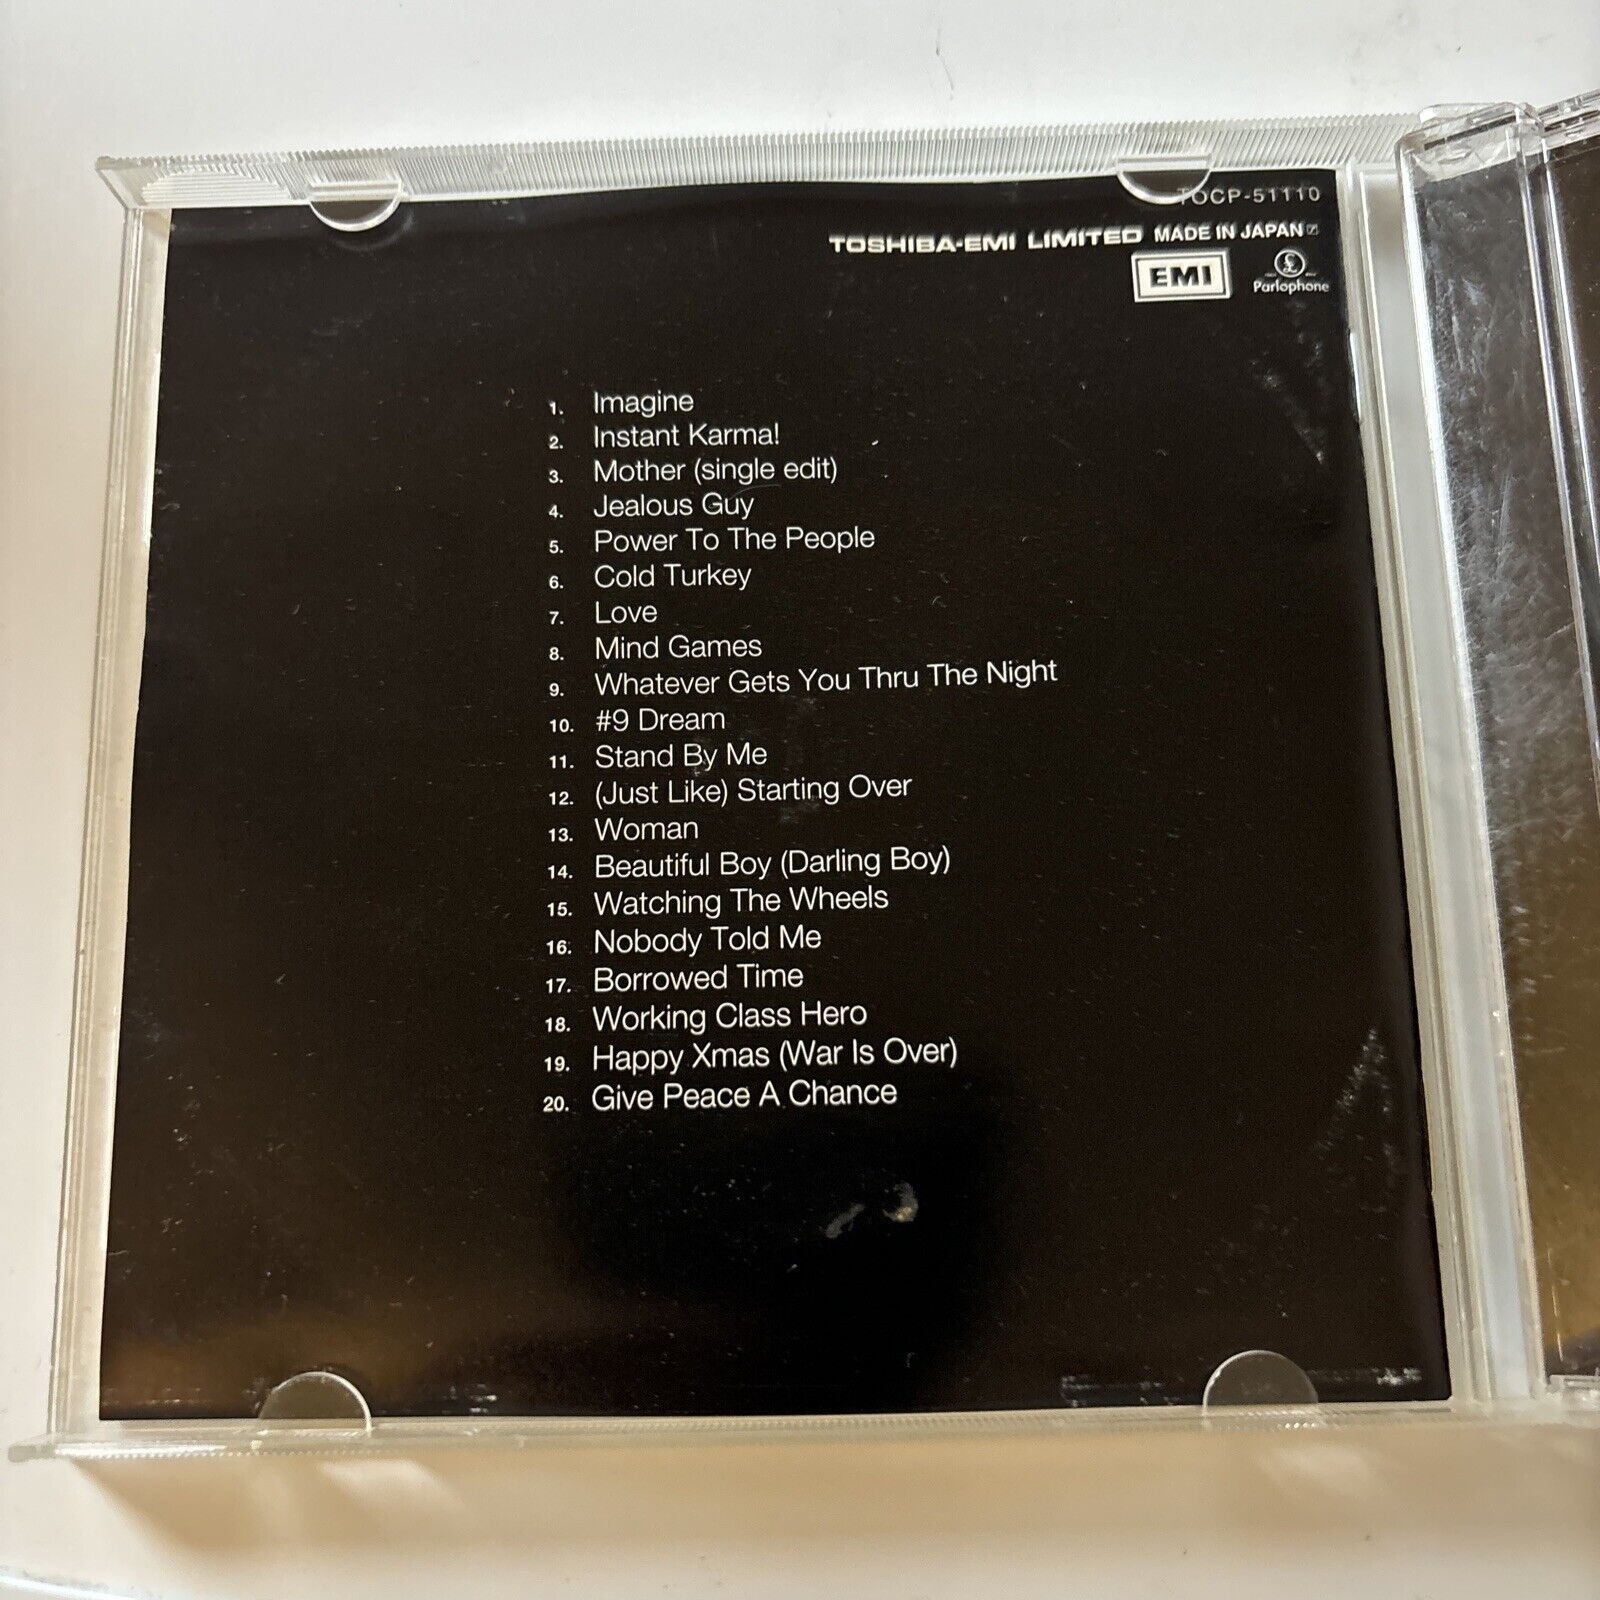 TOCP-51110
TOSHIBA-EMI LIMITED MADE IN JAPAN
EMI
£
Parlophone
1. Imagine
2. Instant Karma!
3. Mother (single edit)
4. Jealous Guy
5. Power To The People
6. Cold Turkey
7. Love
8. Mind Games
9. Whatever Gets You Thru The Night
10. #9 Dream
11. Stand By Me
12. (Just Like) Starting Over
13. Woman
14. Beautiful Boy (Darling Boy)
15. Watching The Wheels
16. Nobody Told Me
17. Borrowed Time
18. Working Class Hero
19. Happy Xmas (War Is Over)
20. Give Peace A Chance